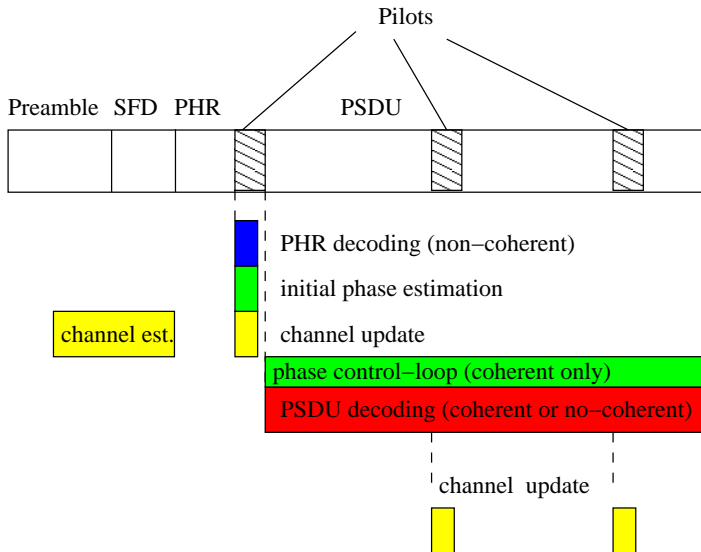 Pilots
Preamble SFD PHR PSDU
PHR decoding (non−coherent)
initial phase estimation
channel est. channel update
phase control−loop (coherent only)
PSDU decoding (coherent or no−coherent)
channel update